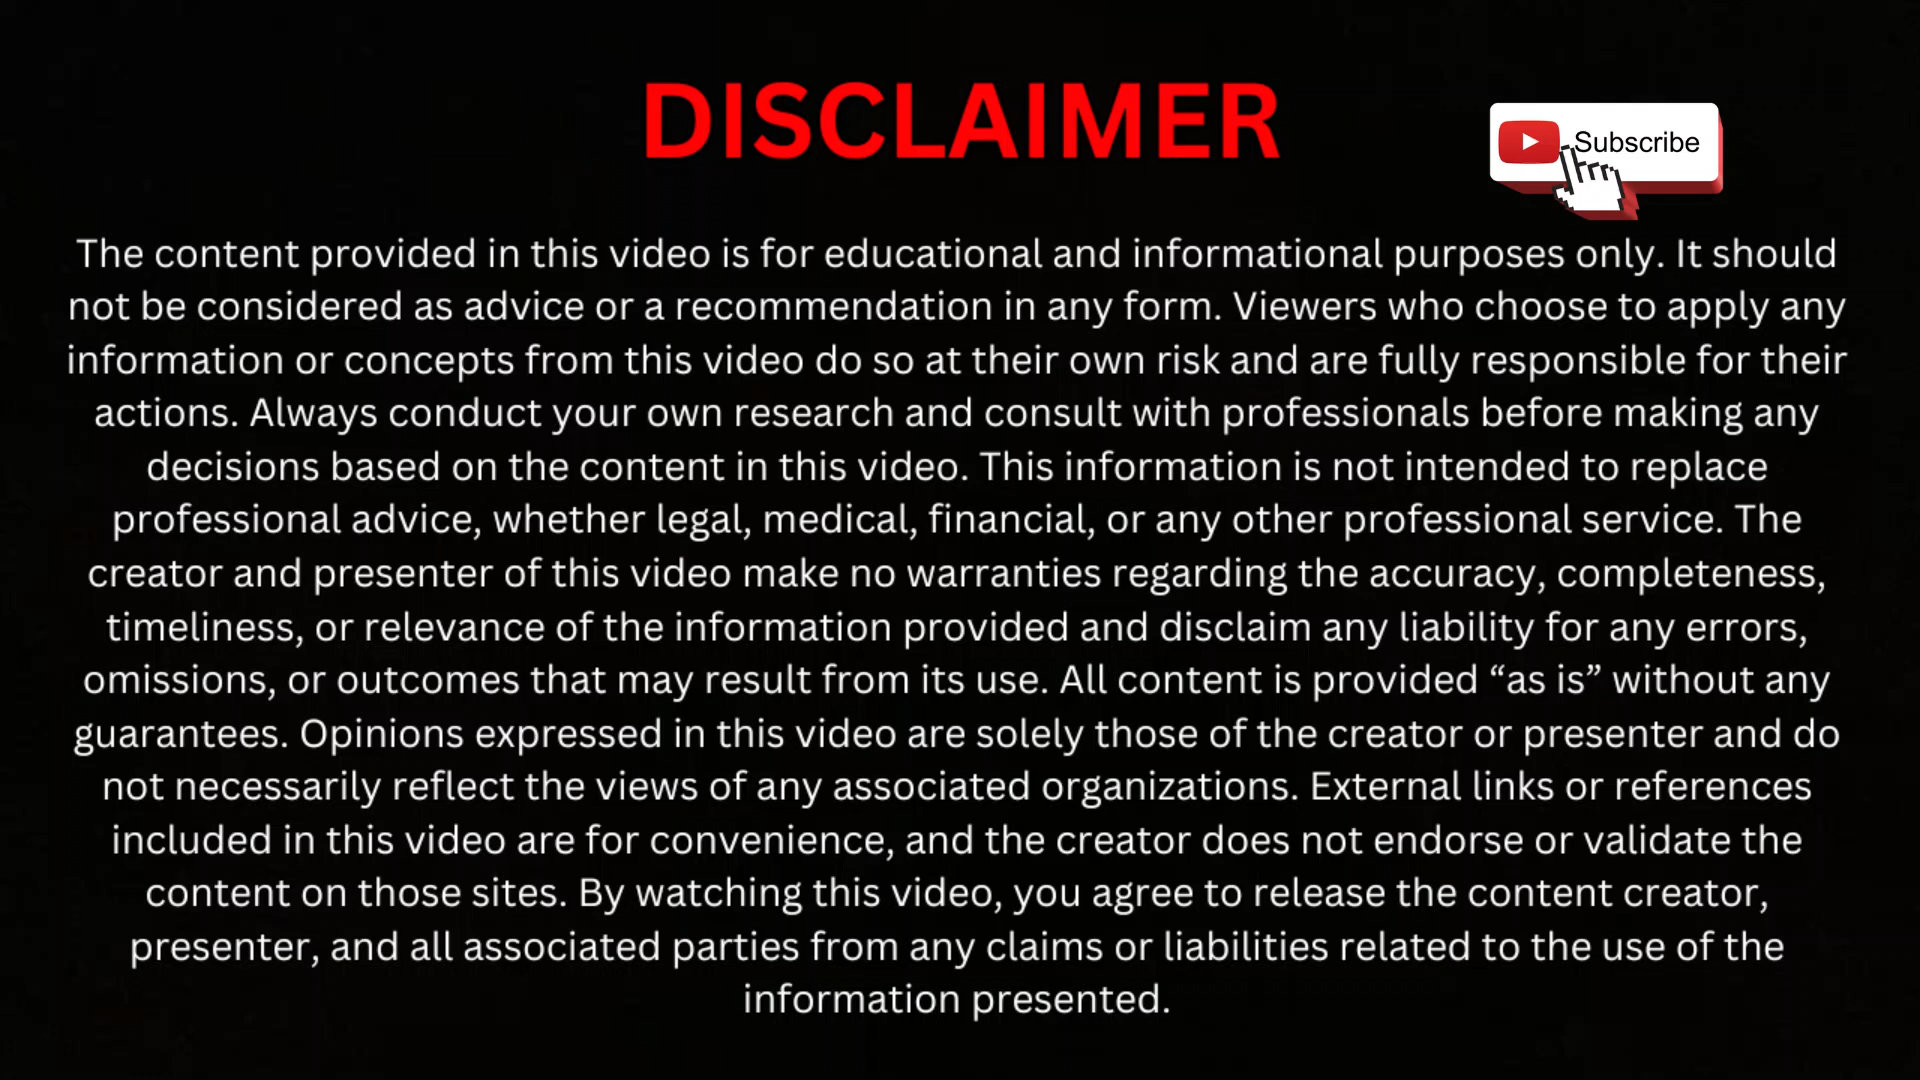 DISCLAIMER
Subscribe
The content provided in this video is for educational and informational purposes only. It should
not be considered as advice or a recommendation in any form. Viewers who choose to apply any
information or concepts from this video do so at their own risk and are fully responsible for their
actions. Always conduct your own research and consult with professionals before making any
decisions based on the content in this video. This information is not intended to replace
professional advice, whether legal, medical, financial, or any other professional service. The
creator and presenter of this video make no warranties regarding the accuracy, completeness,
timeliness, or relevance of the information provided and disclaim any liability for any errors,
omissions, or outcomes that may result from its use. All content is provided “as is” without any
guarantees. Opinions expressed in this video are solely those of the creator or presenter and do
not necessarily reflect the views of any associated organizations. External links or references
included in this video are for convenience, and the creator does not endorse or validate the
content on those sites. By watching this video, you agree to release the content creator,
presenter, and all associated parties from any claims or liabilities related to the use of the
information presented.